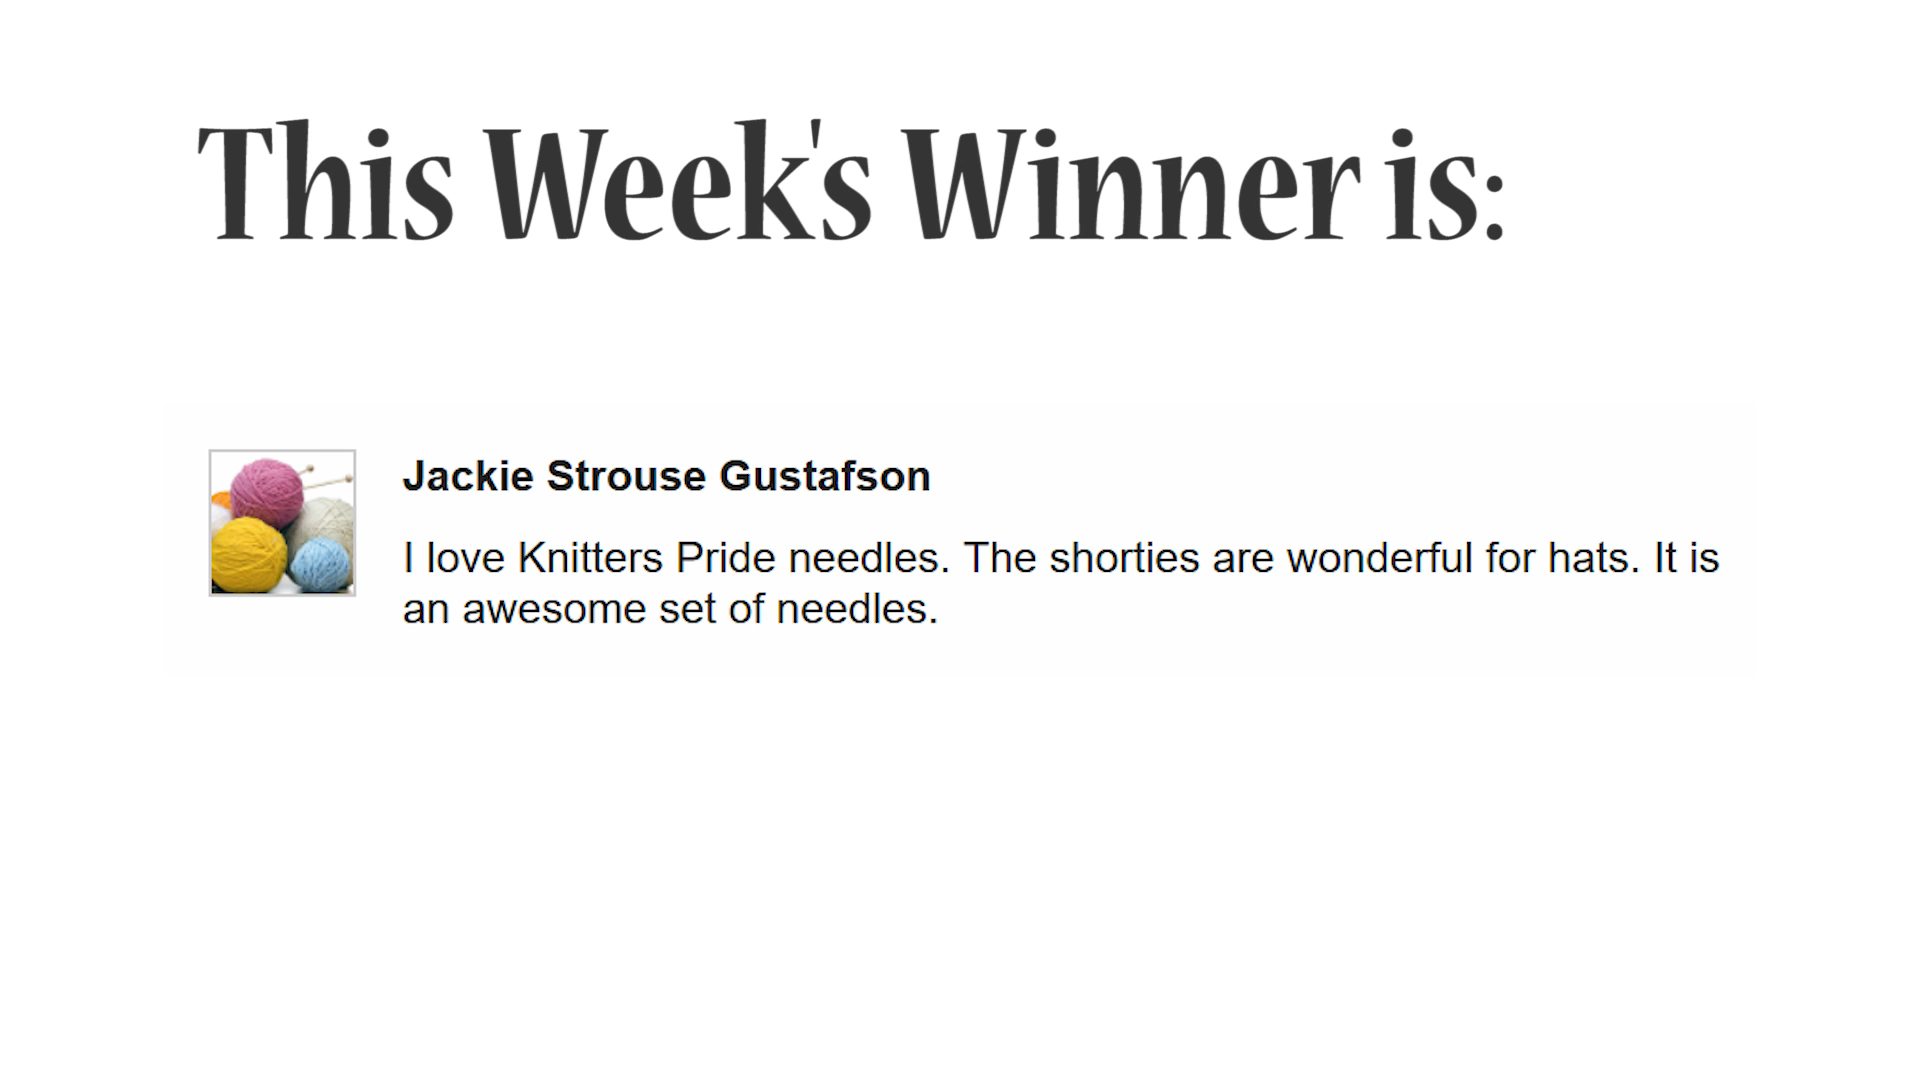 This Week's Winner is:
Jackie Strouse Gustafson
I love Knitters Pride needles. The shorties are wonderful for hats. It is
an awesome set of needles.